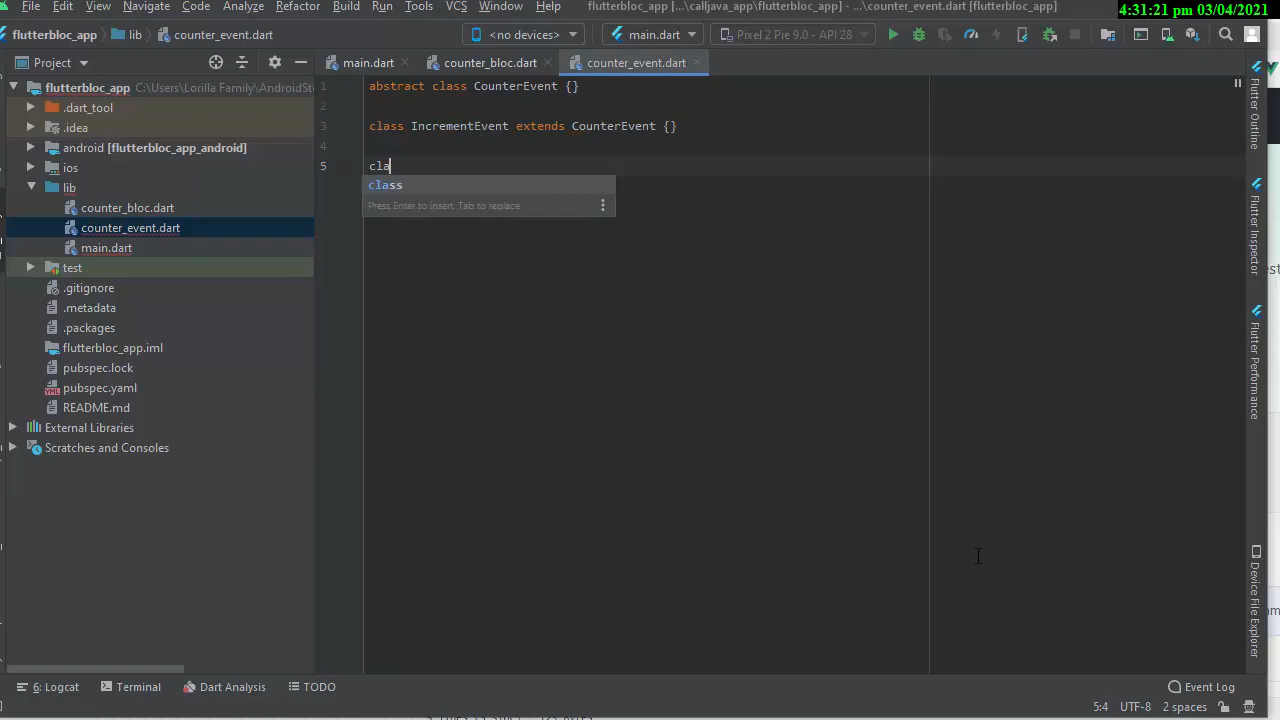 File Edit View Navigate Code Analyze Refactor Build Run Tools VCS Window Help flutterbloc_app [...\calljava_app\flutterbloc_app] - ...\counter_event.dart [flutterbloc_app]
4:31:21 pm 03/04/2021
flutterbloc_app lib counter_event.dart <no devices> main.dart Pixel 2 Pie 9.0 - API 28
Project main.dart counter_bloc.dart counter_event.dart
flutterbloc_app C:\Users\Lorilla Family\AndroidSt
.dart_tool
.idea
android [flutterbloc_app_android]
ios
lib
counter_bloc.dart
counter_event.dart
main.dart
test
.gitignore
.metadata
.packages
flutterbloc_app.iml
pubspec.lock
pubspec.yaml
README.md
External Libraries
Scratches and Consoles
1 abstract class CounterEvent {}
2
3 class IncrementEvent extends CounterEvent {}
4
5 cla
class
Press Enter to insert, Tab to replace
Flutter Outline
Flutter Inspector
Flutter Performance
Device File Explorer
6: Logcat Terminal Dart Analysis TODO Event Log
5:4 UTF-8 2 spaces